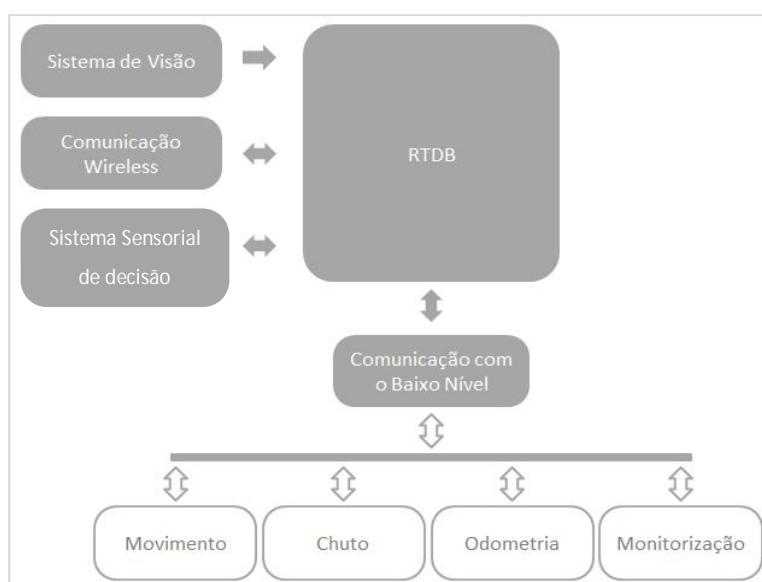 Sistema de Visão
Comunicação
Wireless
Sistema Sensorial
de decisão
RTDB
Comunicação com
o Baixo Nível
Movimento
Chuto
Odometria
Monitorização